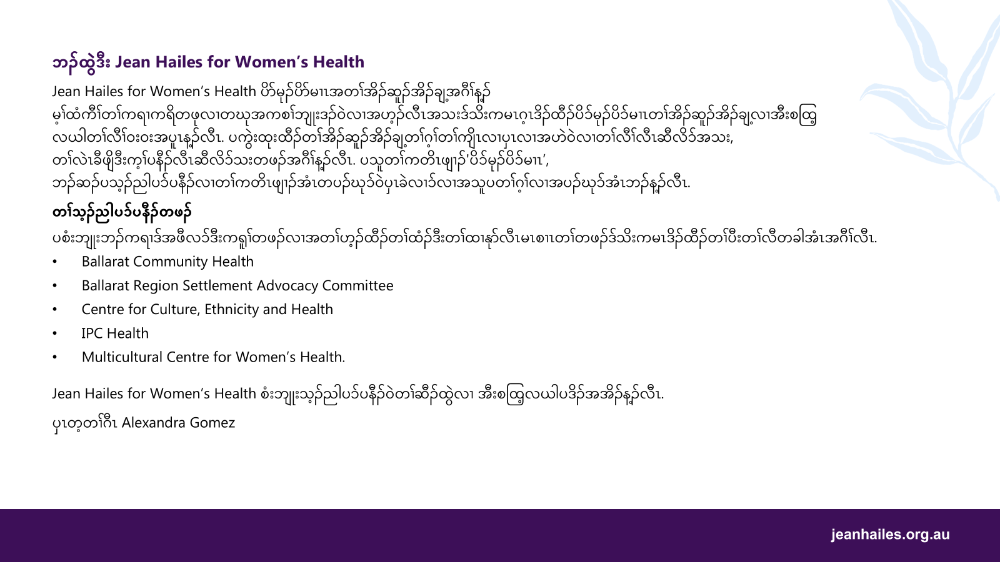 ဘၣ်ထွဲဒီး Jean Hailes for Women’s Health
Jean Hailes for Women’s Health ပိာ်မုၣ်ပိာ်မၢၤအတၢ်အိၣ်ဆူၣ်အိၣ်ချ့အဂီၢ်န့ၣ်
မ့ၢ်ထံကီၢ်တၢ်ကရၢကရိတဖုလၢတဃုအကစၢ်ဘျုးဒၣ်ဝဲလၢအဟ့ၣ်လီၤအသးဒ်သိးကမၤဂ့ၤဒိၣ်ထီၣ်ပိာ်မုၣ်ပိာ်မၢၤတၢ်အိၣ်ဆူၣ်အိၣ်ချ့လၢအီးစထြ့
လယါတၢ်လီၢ်ဝးဝးအပူၤန့ၣ်လီၤ. ပကွဲးထုးထီၣ်တၢ်အိၣ်ဆူၣ်အိၣ်ချ့တၢ်ဂ့ၢ်တၢ်ကျိၤလၢပှၤလၢအဟဲဝဲလၢတၢ်လီၢ်လီၤဆီလိာ်အသး,
တၢ်လဲၤခီဖျိဒီးက့ၢ်ပနီၣ်လီၤဆီလိာ်သးတဖၣ်အဂီၢ်န့ၣ်လီၤ. ပသူတၢ်ကတိၤဖျၢၣ်'ပိာ်မုၣ်ပိာ်မၢၤ’,
ဘၣ်ဆၣ်ပသ့ၣ်ညါပာ်ပနီၣ်လၢတၢ်ကတိၤဖျၢၣ်အံၤတပၣ်ဃုာ်ဝဲပှၤခဲလၢာ်လၢအသူပတၢ်ဂ့ၢ်လၢအပၣ်ဃုာ်အံၤဘၣ်န့ၣ်လီၤ.
တၢ်သ့ၣ်ညါပာ်ပနီၣ်တဖၣ်
ပစံးဘျုးဘၣ်ကရၢဒ်အဖီလာ်ဒီးကရူၢ်တဖၣ်လၢအတၢ်ဟ့ၣ်ထီၣ်တၢ်ထံၣ်ဒီးတၢ်ထၢနုာ်လီၤမၤစၢၤတၢ်တဖၣ်ဒ်သိးကမၤဒိၣ်ထီၣ်တၢ်ပီးတၢ်လီတခါအံၤအဂီၢ်လီၤ.
• Ballarat Community Health
• Ballarat Region Settlement Advocacy Committee
• Centre for Culture, Ethnicity and Health
• IPC Health
• Multicultural Centre for Women’s Health.
Jean Hailes for Women’s Health စံးဘျုးသ့ၣ်ညါပာ်ပနီၣ်ဝဲတၢ်ဆီၣ်ထွဲလၢ အီးစထြ့လယါပဒိၣ်အအိၣ်န့ၣ်လီၤ.
ပှၤတ့တၢ်ဂီၤ Alexandra Gomez
jeanhailes.org.au